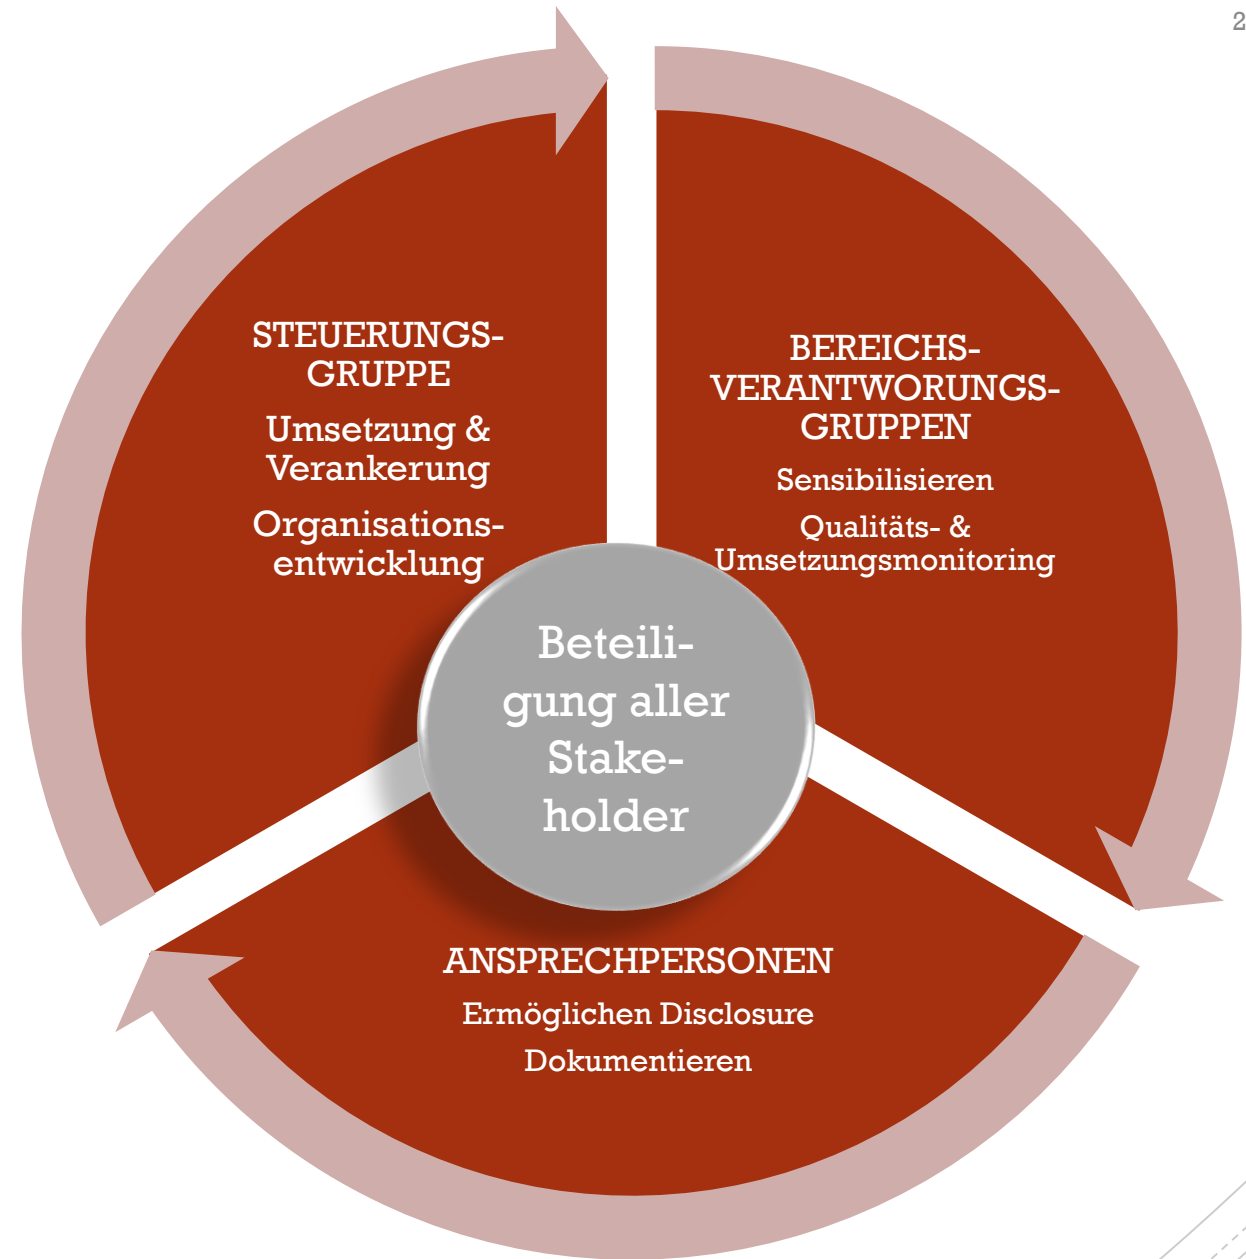 2
STEUERUNGS-
GRUPPE
Umsetzung &
Verankerung
Organisations-
entwicklung
BEREICHS-
VERANTWORUNGS-
GRUPPEN
Sensibilisieren
Qualitäts- &
Umsetzungsmonitoring
Beteili-
gung aller
Stake-
holder
ANSPRECHPERSONEN
Ermöglichen Disclosure
Dokumentieren